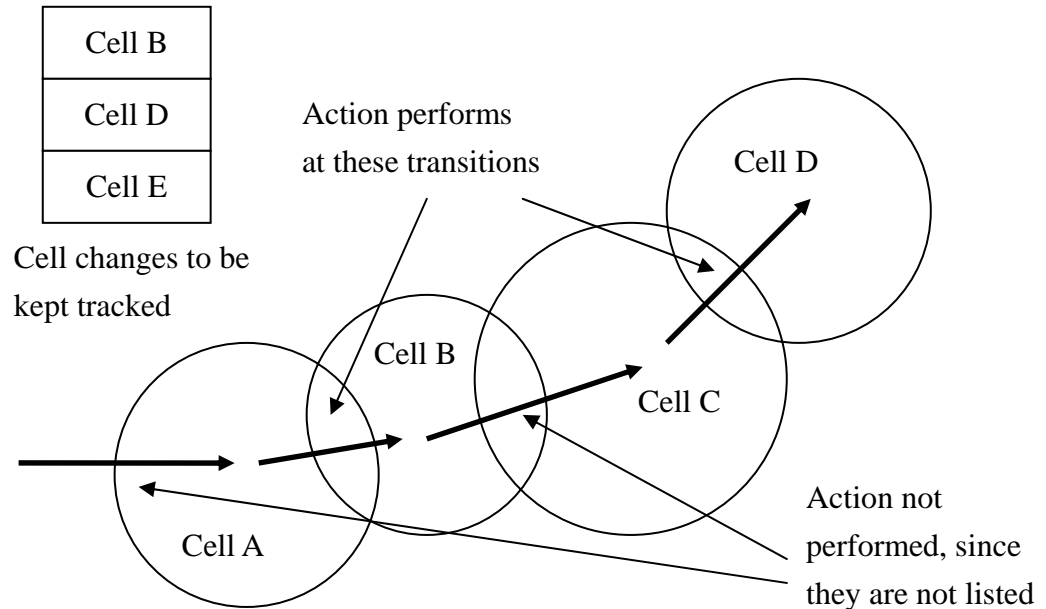 Cell B
Cell D
Cell E
Cell changes to be
kept tracked
Action performs
at these transitions
Cell D
Cell B
Cell C
Cell A
Action not
performed, since
they are not listed